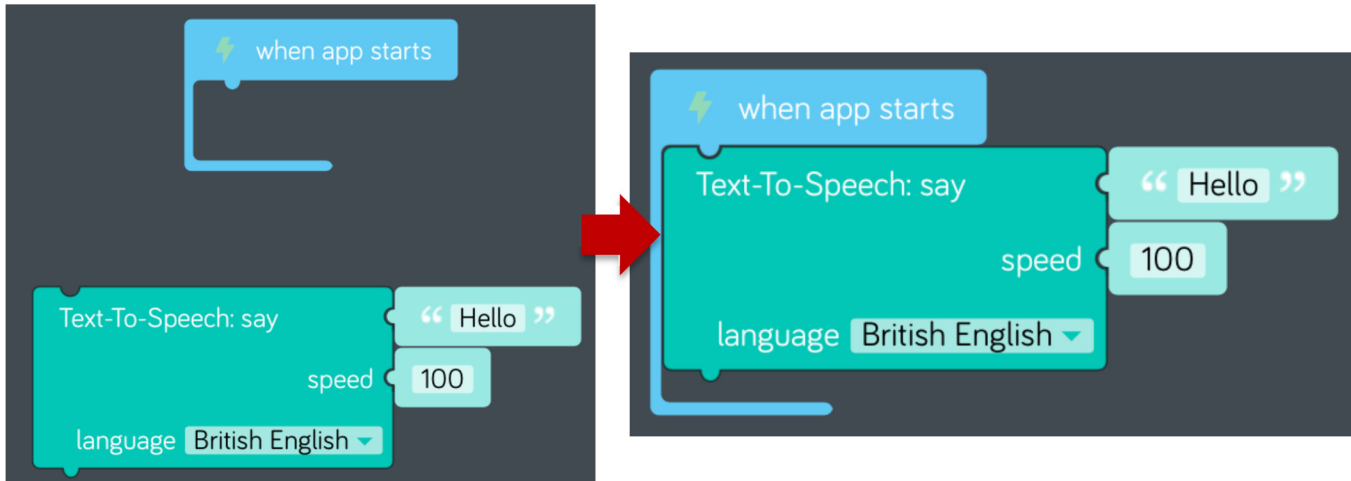 when app starts
Text-To-Speech: say “ Hello ”
speed 100
language British English
when app starts
Text-To-Speech: say “ Hello ”
speed 100
language British English